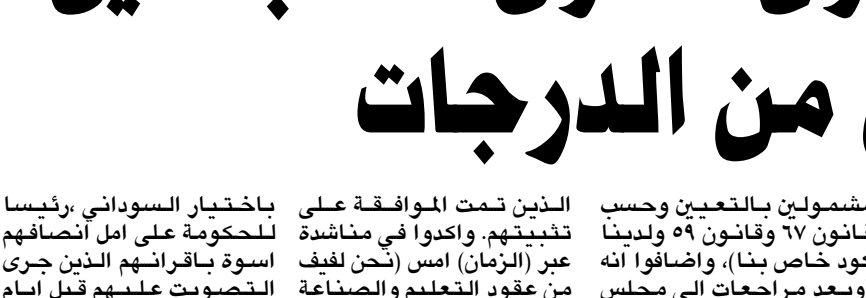 من الدرجات
مشمولين بالتعيين وحسب
قانون ٦٧ وقانون ٥٩ ولدينا
خاص بنا)، واضافوا انه
وبعد مراجعات الى مجلس
الذين تمت الموافقة على
تثبيتهم. واكدوا في مناشدة
عبر (الزمان) امس (نحن لفيف
من عقود التعليم والصناعة
باختيار السوداني ،رئيسا
للحكومة على امل انصافهم
اسوة باقرانهم الذين جرى
التصويت عليهم قبل ايام